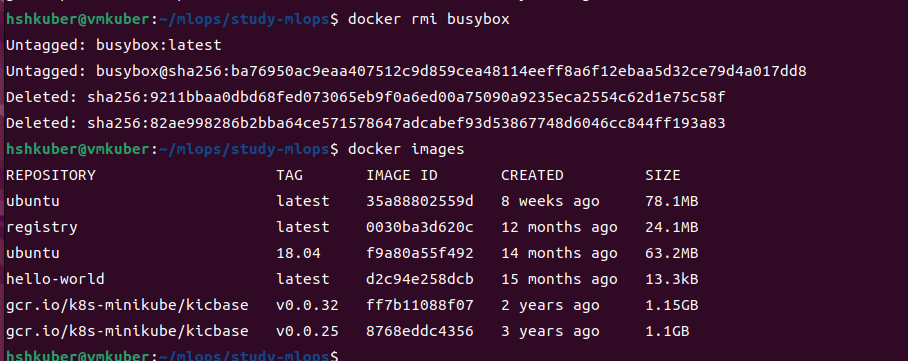 hshkuber@vmkuber:~/mlops/study-mlops$ docker rmi busybox
Untagged: busybox:latest
Untagged: busybox@sha256:ba76950ac9eaa407512c9d859cea48114eeff8a6f12ebaa5d32ce79d4a017dd8
Deleted: sha256:9211bbaa0dbd68fed073065eb9f0a6ed00a75090a9235eca2554c62d1e75c58f
Deleted: sha256:82ae998286b2bba64ce571578647adcabef93d53867748d6046cc844ff193a83
hshkuber@vmkuber:~/mlops/study-mlops$ docker images
REPOSITORY TAG IMAGE ID CREATED SIZE
ubuntu latest 35a88802559d 8 weeks ago 78.1MB
registry latest 0030ba3d620c 12 months ago 24.1MB
ubuntu 18.04 f9a80a55f492 14 months ago 63.2MB
hello-world latest d2c94e258dcb 15 months ago 13.3kB
gcr.io/k8s-minikube/kicbase v0.0.32 ff7b11088f07 2 years ago 1.15GB
gcr.io/k8s-minikube/kicbase v0.0.25 8768eddc4356 3 years ago 1.1GB
hshkuber@vmkuber:~/mlops/study-mlops$